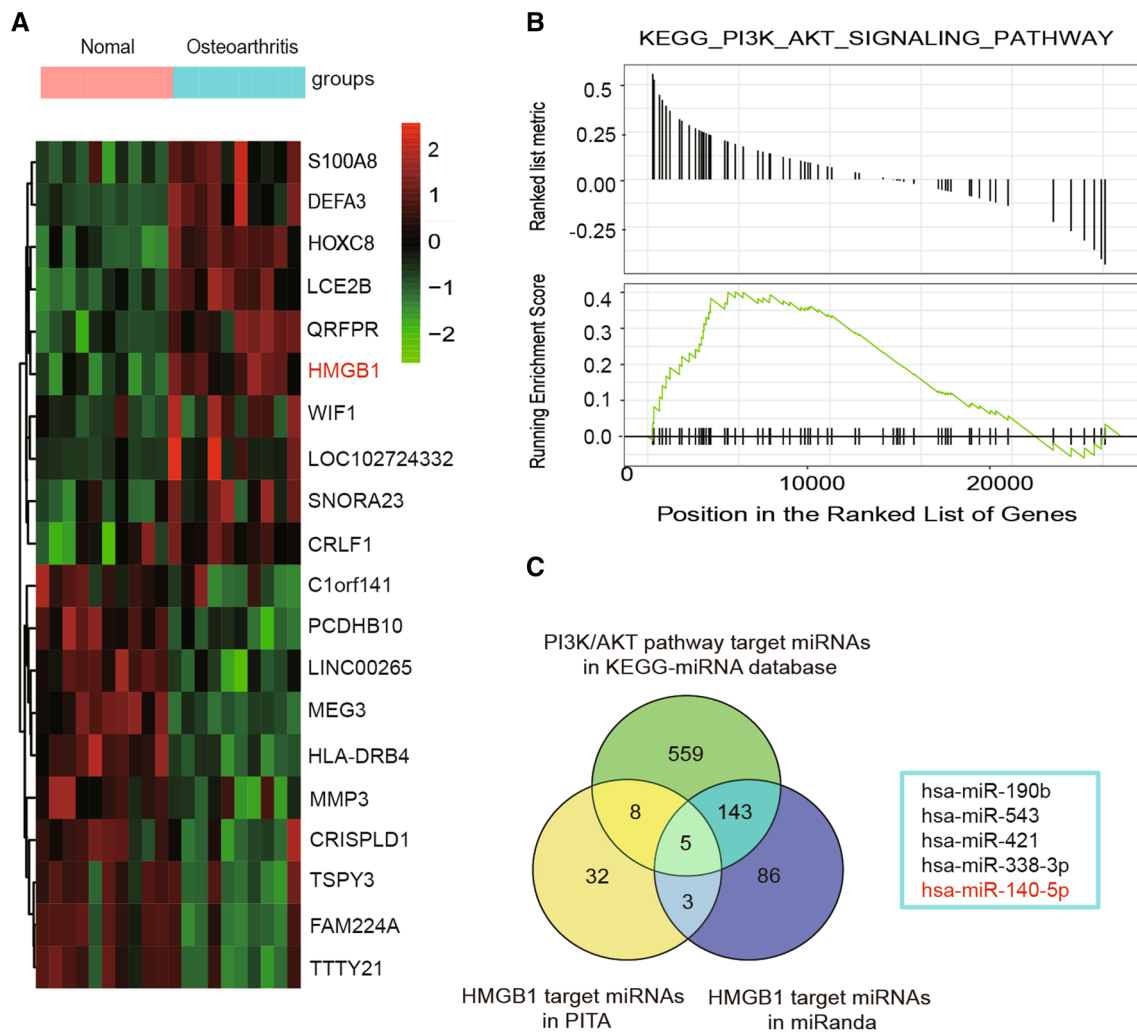 A
Nomal
Osteoarthritis
groups
S100A8
DEFA3
HOXC8
LCE2B
QRFPR
HMGB1
WIF1
LOC102724332
SNORA23
CRLF1
C1orf141
PCDHB10
LINC00265
MEG3
HLA-DRB4
MMP3
CRISPLD1
TSPY3
FAM224A
TTTY21
2
1
0
−1
−2
B
KEGG_PI3K_AKT_SIGNALING_PATHWAY
Ranked list metric
0.5
0.25
0.00
-0.25
Running Enrichment Score
0.4
0.3
0.2
0.1
0.0
0
10000
20000
Position in the Ranked List of Genes
C
PI3K/AKT pathway target miRNAs
in KEGG-miRNA database
559
8
143
5
32
86
3
HMGB1 target miRNAs
in PITA
HMGB1 target miRNAs
in miRanda
hsa-miR-190b
hsa-miR-543
hsa-miR-421
hsa-miR-338-3p
hsa-miR-140-5p